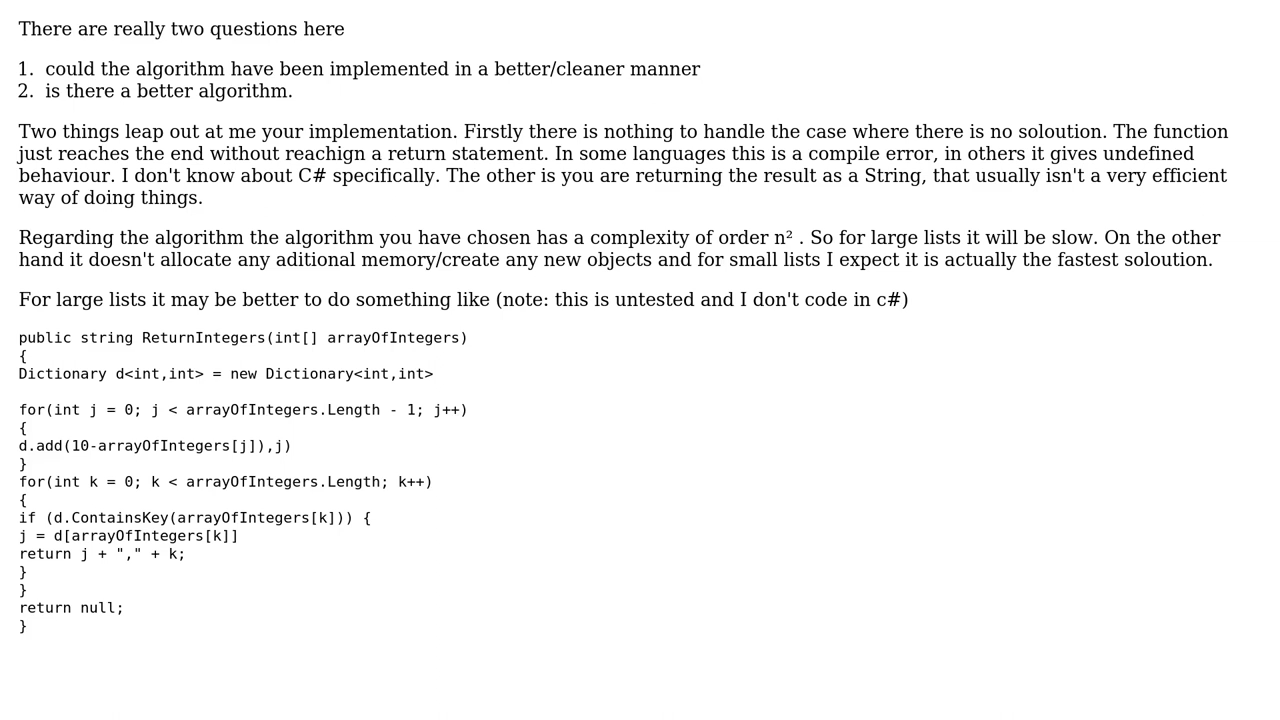 There are really two questions here
1. could the algorithm have been implemented in a better/cleaner manner
2. is there a better algorithm.
Two things leap out at me your implementation. Firstly there is nothing to handle the case where there is no soloution. The function
just reaches the end without reachign a return statement. In some languages this is a compile error, in others it gives undefined
behaviour. I don't know about C# specifically. The other is you are returning the result as a String, that usually isn't a very efficient
way of doing things.
Regarding the algorithm the algorithm you have chosen has a complexity of order n² . So for large lists it will be slow. On the other
hand it doesn't allocate any aditional memory/create any new objects and for small lists I expect it is actually the fastest soloution.
For large lists it may be better to do something like (note: this is untested and I don't code in c#)
public string ReturnIntegers(int[] arrayOfIntegers)
{
Dictionary d<int,int> = new Dictionary<int,int>
for(int j = 0; j < arrayOfIntegers.Length - 1; j++)
{
d.add(10-arrayOfIntegers[j]),j)
}
for(int k = 0; k < arrayOfIntegers.Length; k++)
{
if (d.ContainsKey(arrayOfIntegers[k])) {
j = d[arrayOfIntegers[k]]
return j + "," + k;
}
}
return null;
}